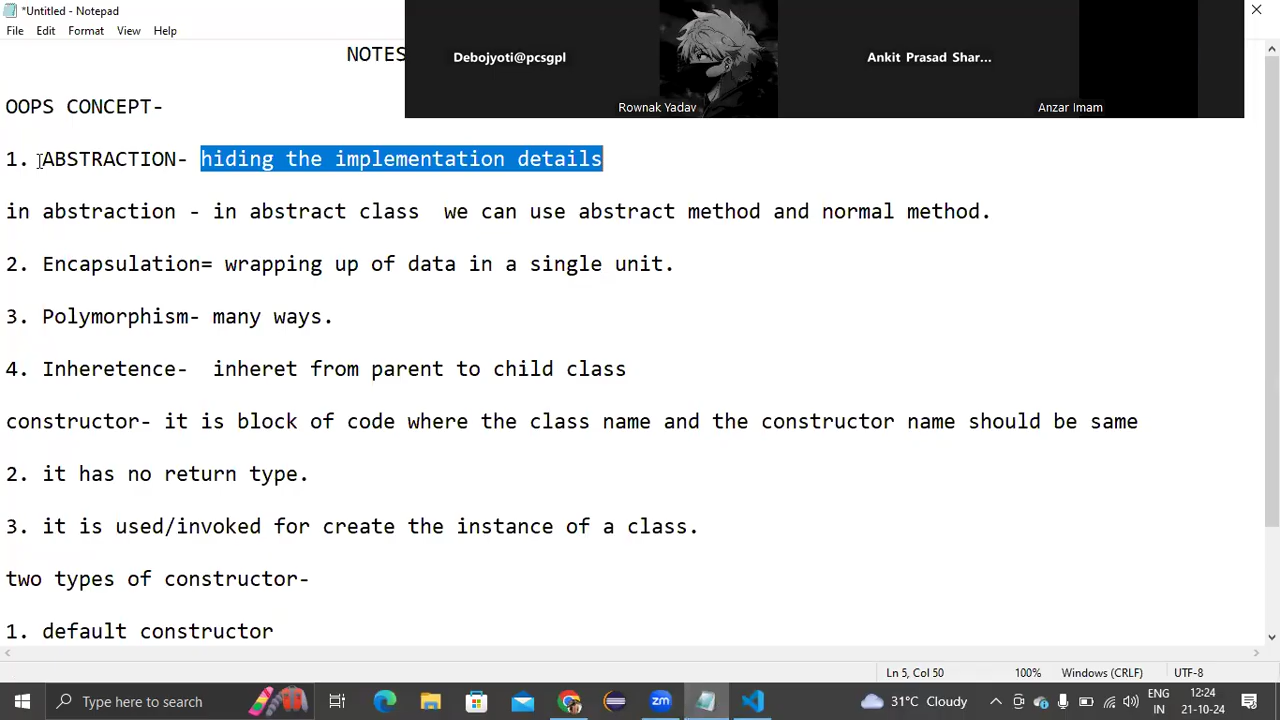 *Untitled - Notepad
File Edit Format View Help
Debojyoti@pcsgpl
Ankit Prasad Shar...
Rownak Yadav
Anzar Imam
NOTES
OOPS CONCEPT-
1. ABSTRACTION- hiding the implementation details
in abstraction - in abstract class  we can use abstract method and normal method.
2. Encapsulation= wrapping up of data in a single unit.
3. Polymorphism- many ways.
4. Inheretence-  inheret from parent to child class
constructor- it is block of code where the class name and the constructor name should be same
2. it has no return type.
3. it is used/invoked for create the instance of a class.
two types of constructor-
1. default constructor
Ln 5, Col 50
100%
Windows (CRLF)
UTF-8
Type here to search
zm
31°C Cloudy
ENG
IN
12:24
21-10-24